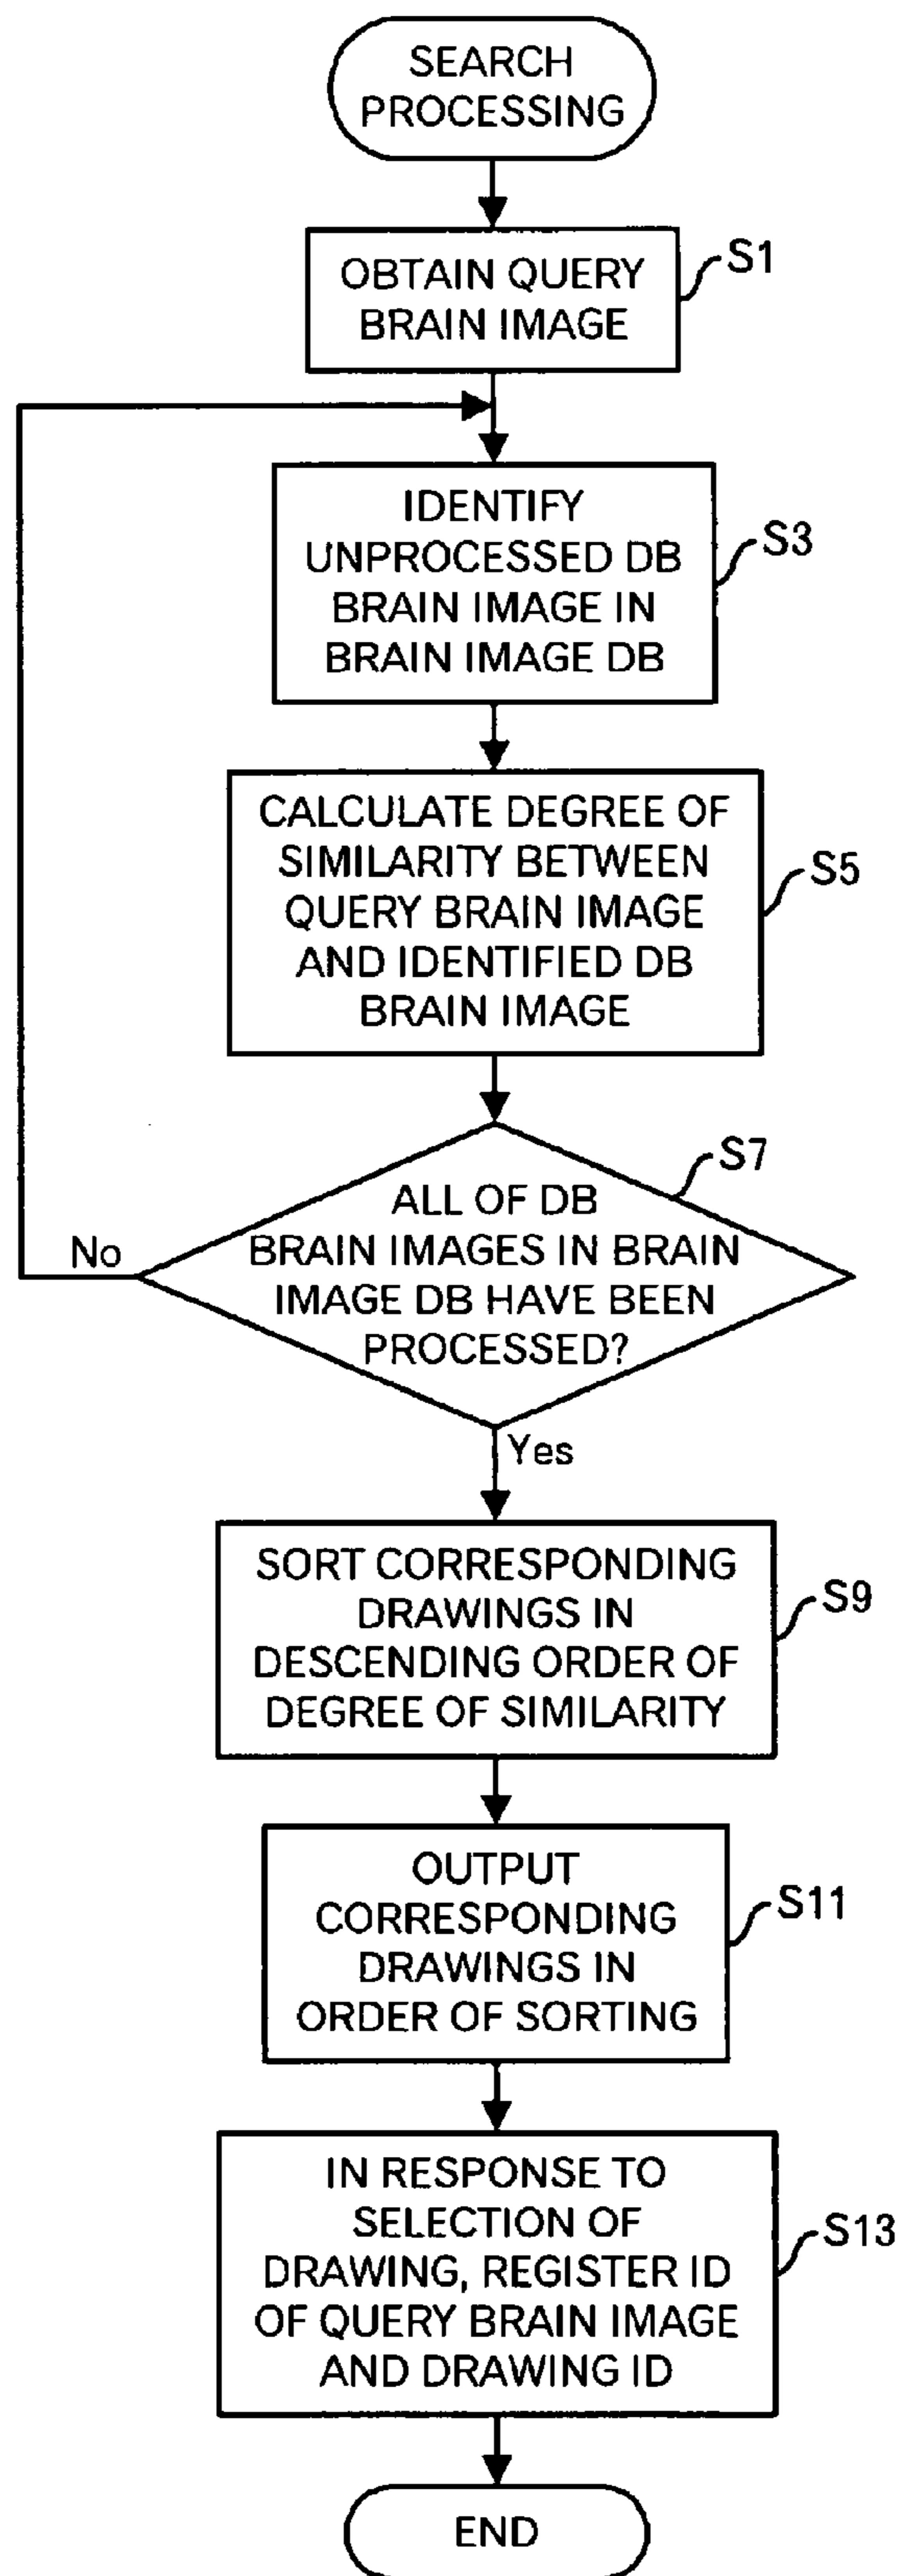 SEARCH
PROCESSING
OBTAIN QUERY
BRAIN IMAGE
S1
IDENTIFY
UNPROCESSED DB
BRAIN IMAGE IN
BRAIN IMAGE DB
S3
CALCULATE DEGREE OF
SIMILARITY BETWEEN
QUERY BRAIN IMAGE
AND IDENTIFIED DB
BRAIN IMAGE
S5
S7
ALL OF DB
BRAIN IMAGES IN BRAIN
IMAGE DB HAVE BEEN
PROCESSED?
No
Yes
SORT CORRESPONDING
DRAWINGS IN
DESCENDING ORDER OF
DEGREE OF SIMILARITY
S9
OUTPUT
CORRESPONDING
DRAWINGS IN
ORDER OF SORTING
S11
IN RESPONSE TO
SELECTION OF
DRAWING, REGISTER ID
OF QUERY BRAIN IMAGE
AND DRAWING ID
S13
END